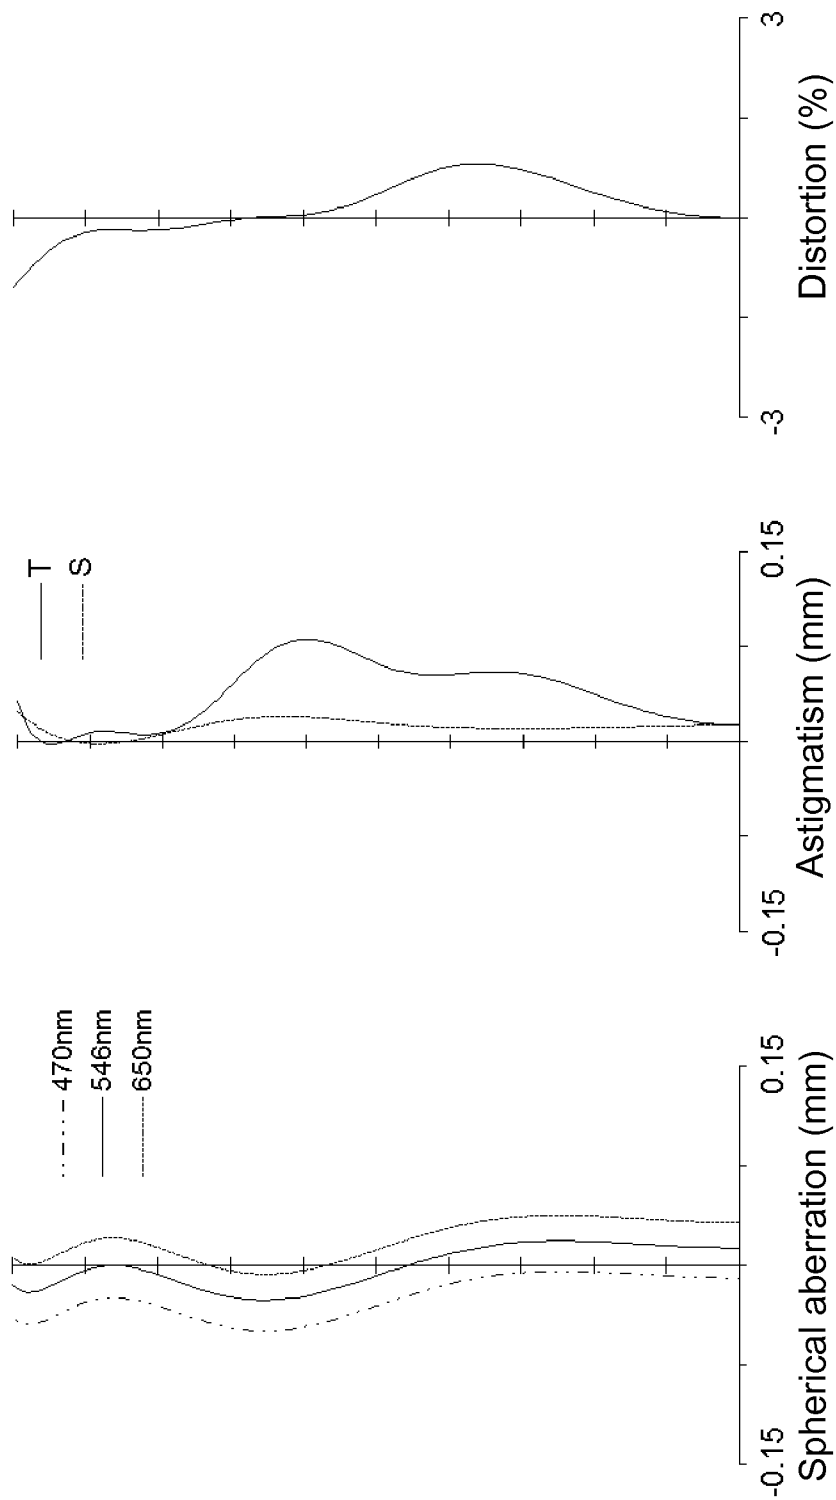 470nm
546nm
650nm
-0.15
0.15
Spherical aberration (mm)
T
S
-0.15
0.15
Astigmatism (mm)
-3
3
Distortion (%)